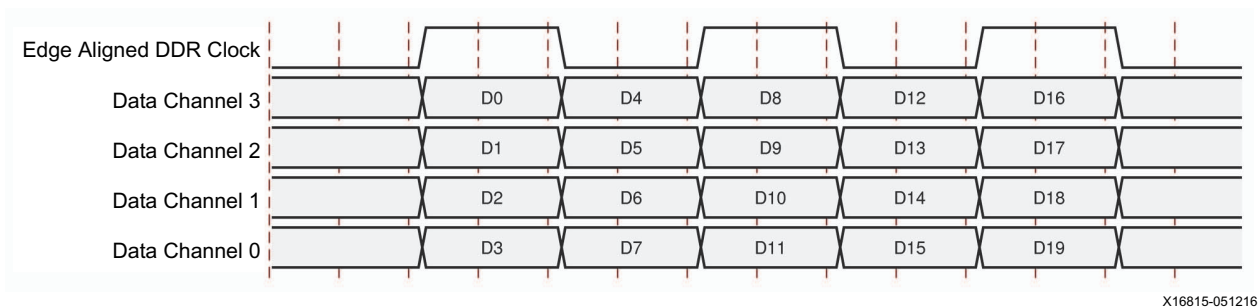 Edge Aligned DDR Clock
Data Channel 3 D0 D4 D8 D12 D16
Data Channel 2 D1 D5 D9 D13 D17
Data Channel 1 D2 D6 D10 D14 D18
Data Channel 0 D3 D7 D11 D15 D19
X16815-051216